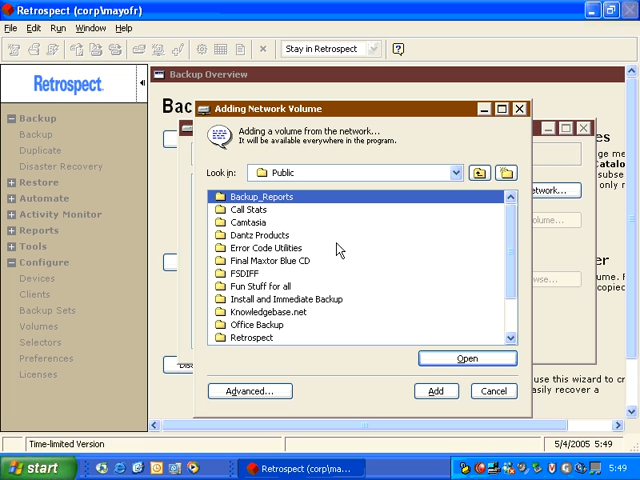 Retrospect (corp\mayofr)
File Edit Run Window Help
Stay in Retrospect
Retrospect.
Backup
Backup
Duplicate
Disaster Recovery
Restore
Automate
Activity Monitor
Reports
Tools
Configure
Devices
Clients
Backup Sets
Volumes
Selectors
Preferences
Licenses
Backup Overview
Bac
Adding Network Volume
Adding a volume from the network...
It will be available everywhere in the program.
Look in:
Public
Backup_Reports
Call Stats
Camtasia
Dantz Products
Error Code Utilities
Final Maxtor Blue CD
FSDIFF
Fun Stuff for all
Install and Immediate Backup
Knowledgebase.net
Office Backup
Retrospect
Open
Advanced...
Add
Cancel
es
ge me
Catalo
subse
only r
etwork...
olume...
er
ume. F
copied
wse...
use this wizard to cr
asily recover a
Time-limited Version
5/4/2005 5:49
start
Retrospect (corp\ma...
5:49